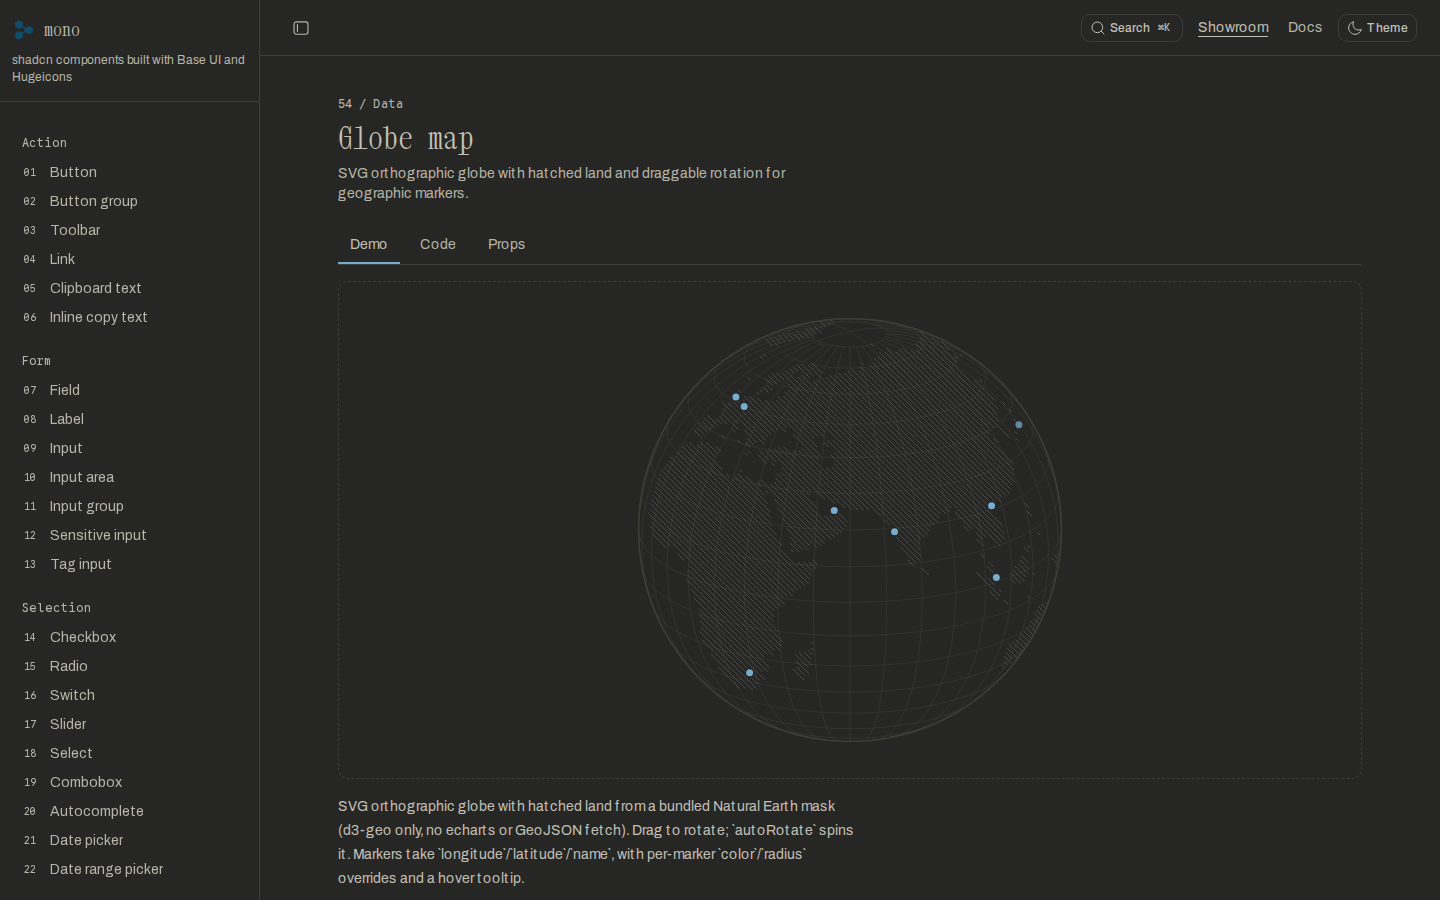 mono
shadcn components built with Base UI and
Hugeicons
Search ⌘K
Showroom
Docs
Theme
Action
01 Button
02 Button group
03 Toolbar
04 Link
05 Clipboard text
06 Inline copy text
Form
07 Field
08 Label
09 Input
10 Input area
11 Input group
12 Sensitive input
13 Tag input
Selection
14 Checkbox
15 Radio
16 Switch
17 Slider
18 Select
19 Combobox
20 Autocomplete
21 Date picker
22 Date range picker
54 / Data
Globe map
SVG orthographic globe with hatched land and draggable rotation for
geographic markers.
Demo
Code
Props
SVG orthographic globe with hatched land from a bundled Natural Earth mask
(d3-geo only, no echarts or GeoJSON fetch). Drag to rotate; `autoRotate` spins
it. Markers take `longitude`/`latitude`/`name`, with per-marker `color`/`radius`
overrides and a hover tooltip.